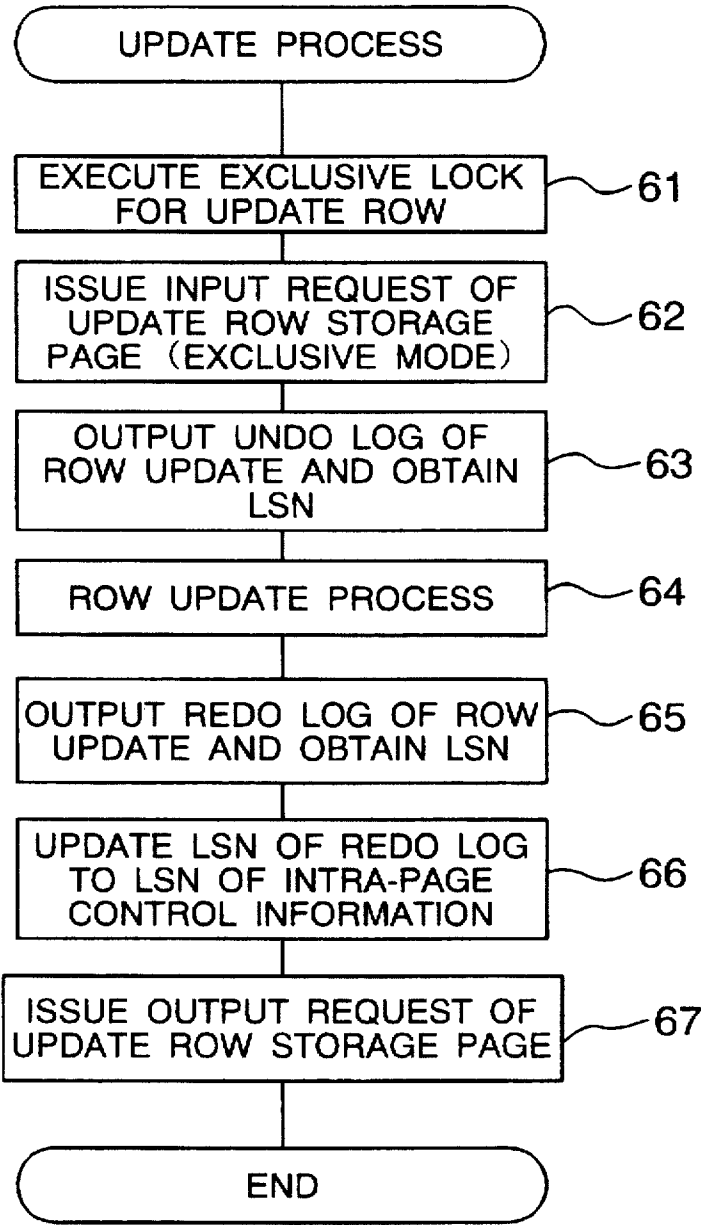 UPDATE PROCESS
EXECUTE EXCLUSIVE LOCK
FOR UPDATE ROW
61
ISSUE INPUT REQUEST OF
UPDATE ROW STORAGE
PAGE (EXCLUSIVE MODE)
62
OUTPUT UNDO LOG OF
ROW UPDATE AND OBTAIN
LSN
63
ROW UPDATE PROCESS
64
OUTPUT REDO LOG OF ROW
UPDATE AND OBTAIN LSN
65
UPDATE LSN OF REDO LOG
TO LSN OF INTRA-PAGE
CONTROL INFORMATION
66
ISSUE OUTPUT REQUEST OF
UPDATE ROW STORAGE PAGE
67
END